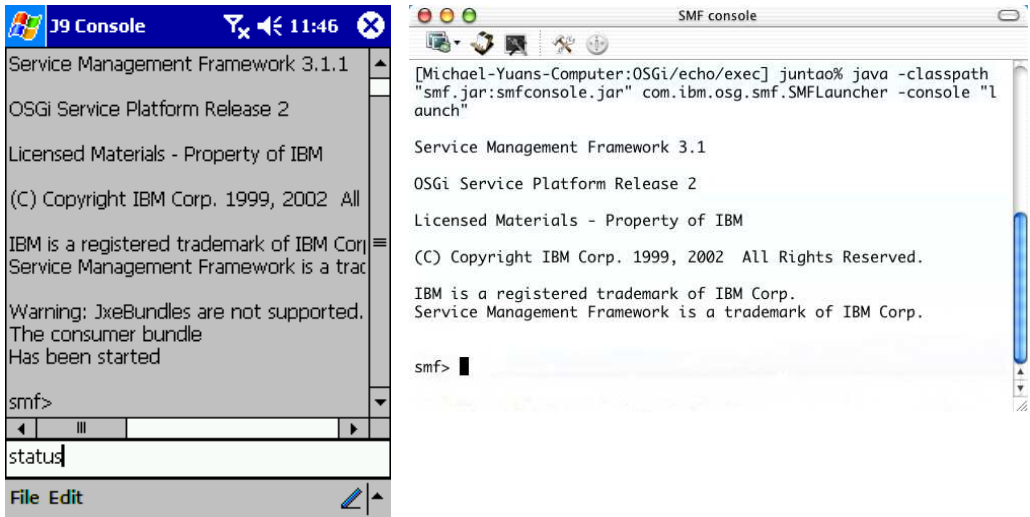 J9 Console 11:46
Service Management Framework 3.1.1
OSGi Service Platform Release 2
Licensed Materials - Property of IBM
(C) Copyright IBM Corp. 1999, 2002 All
IBM is a registered trademark of IBM
Service Management Framework is a
Warning: JxeBundles are not supported.
The consumer bundle
Has been started
smf>
status
File Edit
SMF console
[Michael-Yuans-Computer:OSGi/echo/exec] juntao% java -classpath
"smf.jar:smfconsole.jar" com.ibm.osg.smf.SMFLauncher -console "l
aunch"
Service Management Framework 3.1
OSGi Service Platform Release 2
Licensed Materials - Property of IBM
(C) Copyright IBM Corp. 1999, 2002 All Rights Reserved.
IBM is a registered trademark of IBM Corp.
Service Management Framework is a trademark of IBM Corp.
smf>